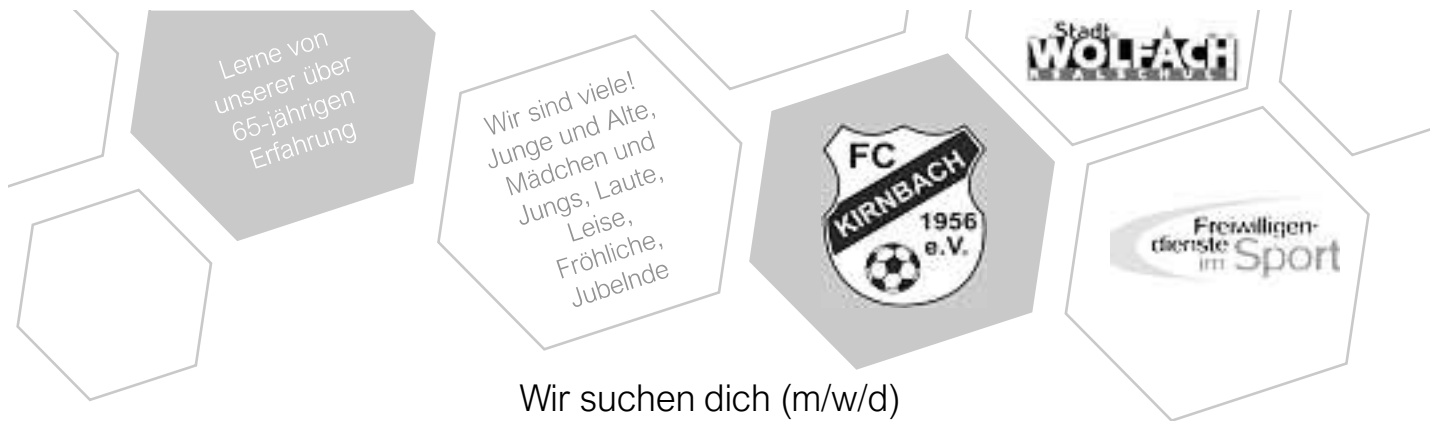 Lerne von
unserer über
65-jährigen
Erfahrung
Wir sind viele!
Junge und Alte,
Mädchen und
Jungs, Laute,
Leise,
Fröhliche,
Jubelnde
FC
KIRNBACH
1956
e.V.
Stadt
WOLFACH
REALSCHULE
Freiwilligen-
dienste
im Sport
Wir suchen dich (m/w/d)